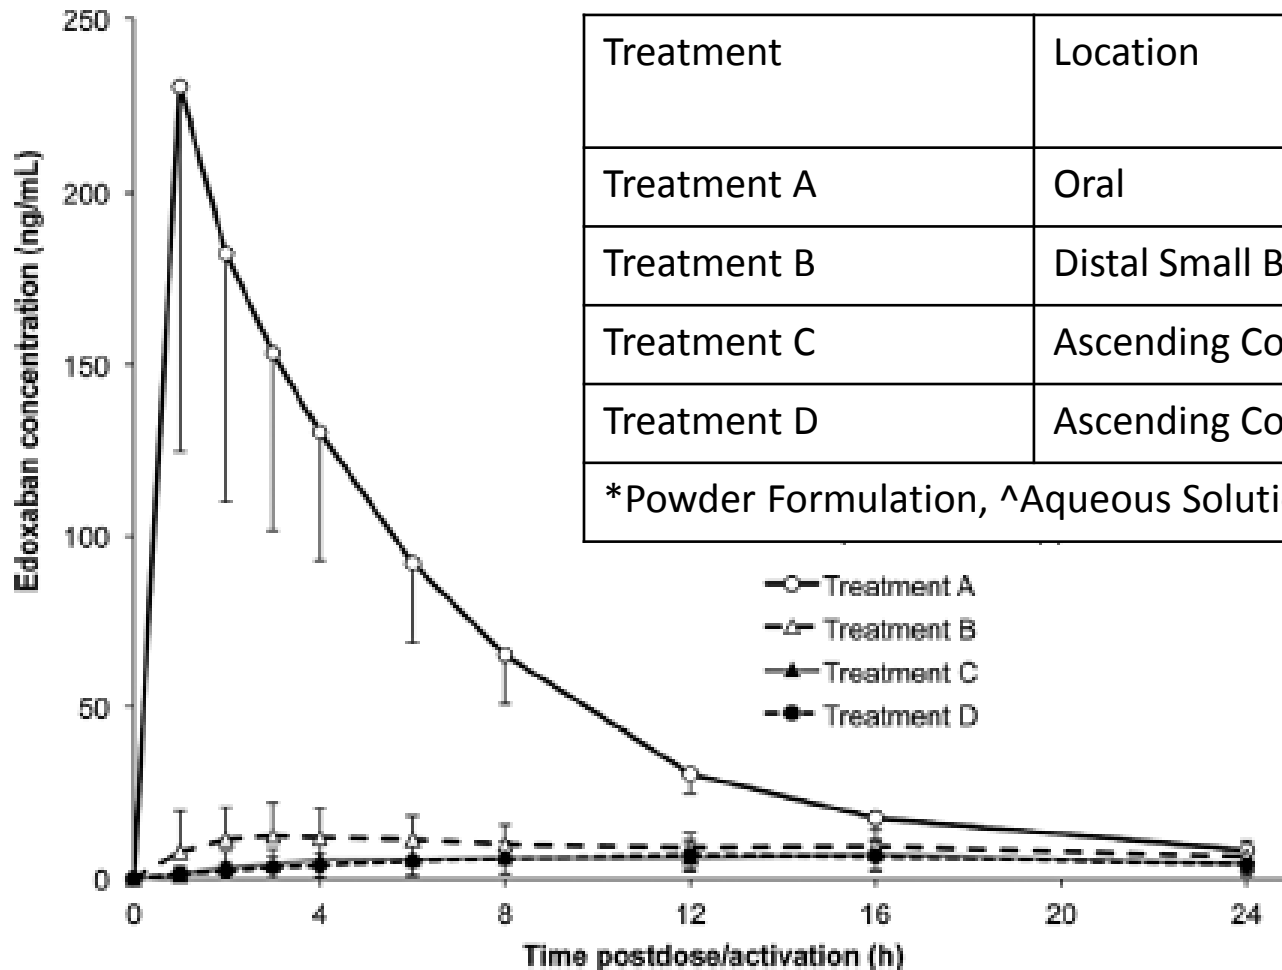 250
200
150
100
50
0
Edoxaban concentration (ng/mL)
Treatment Location
Treatment A Oral
Treatment B Distal Small B
Treatment C Ascending Co
Treatment D Ascending Co
*Powder Formulation, ^Aqueous Soluti
Treatment A
Treatment B
Treatment C
Treatment D
0 4 8 12 16 20 24
Time postdose/activation (h)